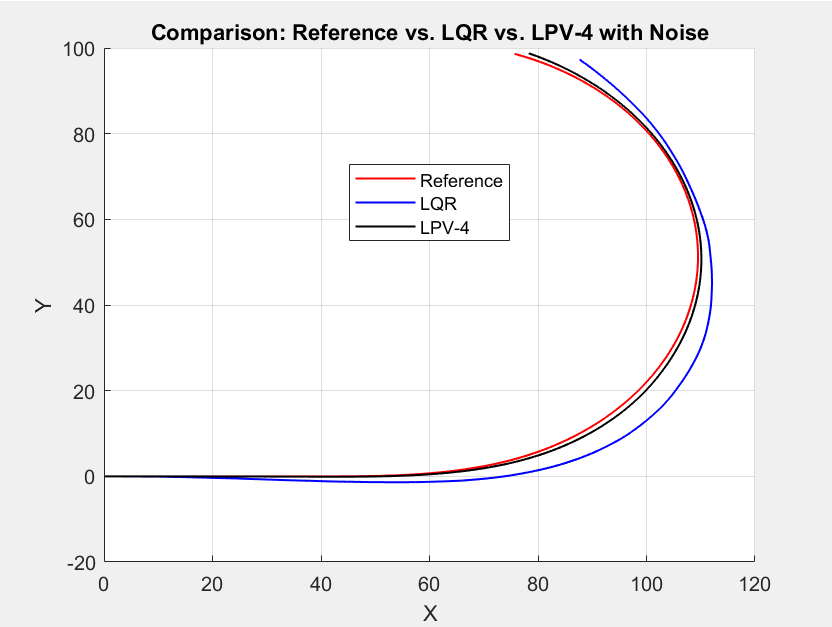 Comparison: Reference vs. LQR vs. LPV-4 with Noise
100
80
60
40
20
0
-20
Y
Reference
LQR
LPV-4
0 20 40 60 80 100 120
X